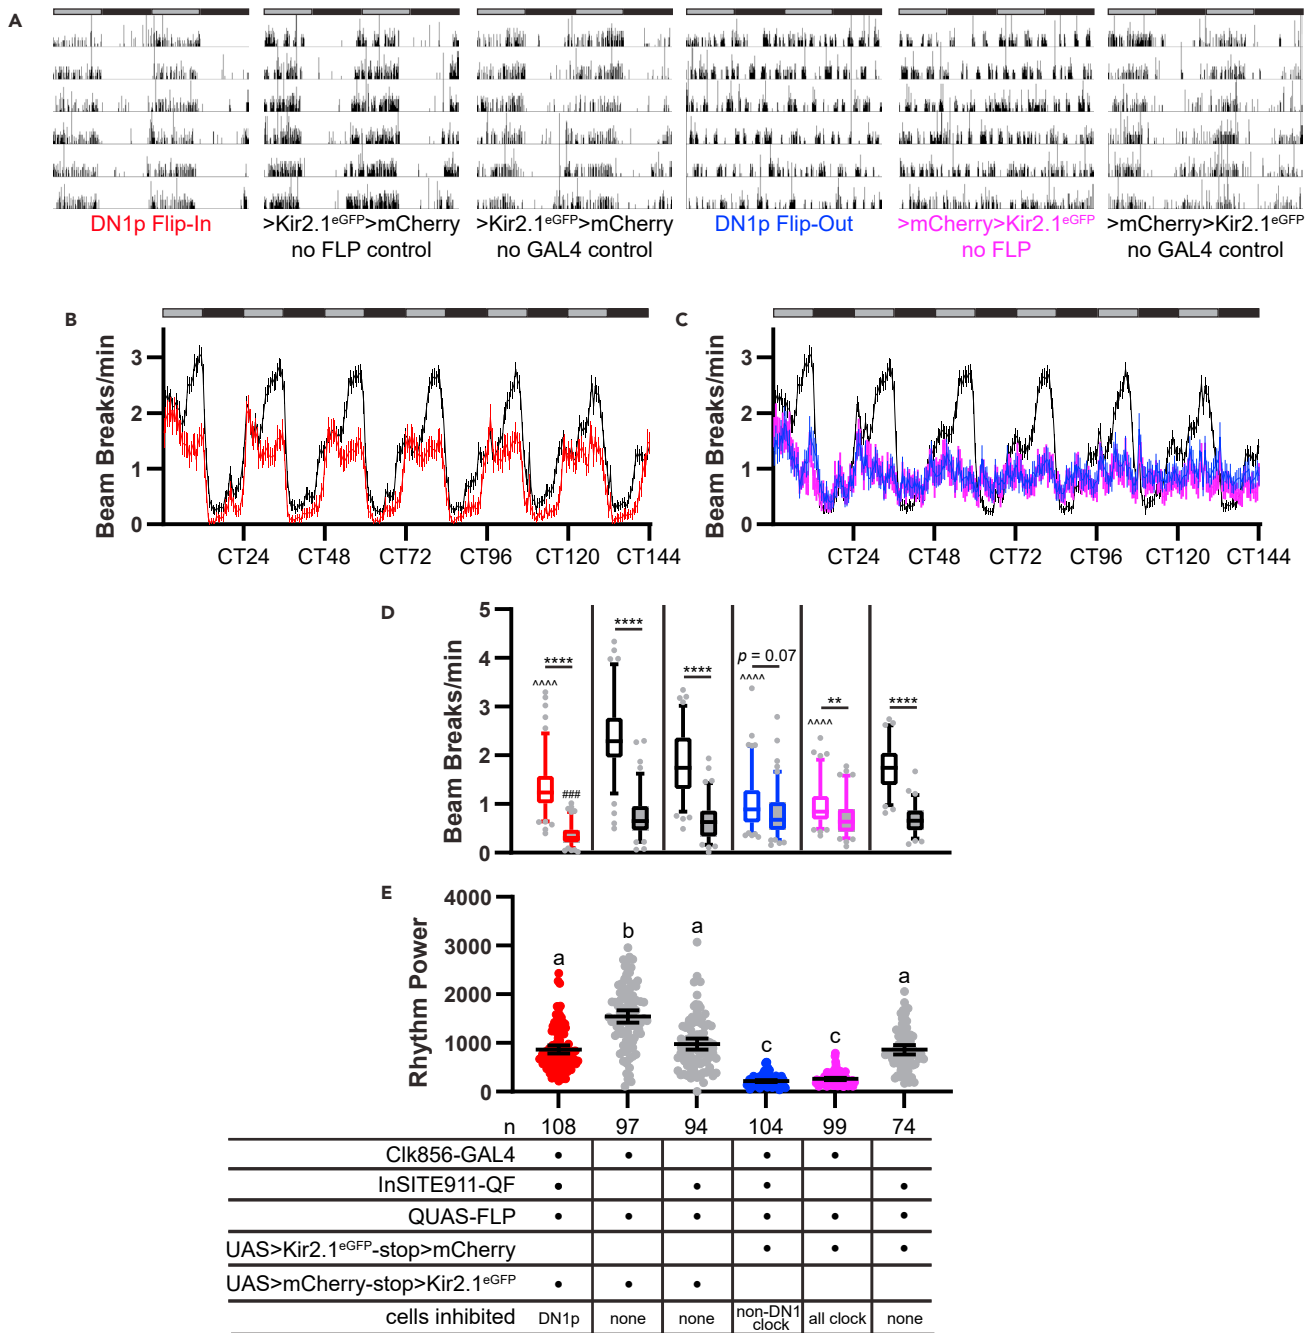 A
DN1p Flip-In
>Kir2.1eGFP>mCherry
no FLP control
>Kir2.1eGFP>mCherry
no GAL4 control
DN1p Flip-Out
>mCherry>Kir2.1eGFP
no FLP
>mCherry>Kir2.1eGFP
no GAL4 control
B
Beam Breaks/min
3
2
1
0
CT24 CT48 CT72 CT96 CT120 CT144
C
Beam Breaks/min
3
2
1
0
CT24 CT48 CT72 CT96 CT120 CT144
D
Beam Breaks/min
5
4
3
2
1
0
**** **** **** p = 0.07 ** ****
^^^^ ### ^^^^ ^^^^
E
Rhythm Power
4000
3000
2000
1000
0
a b a c c a
n 108 97 94 104 99 74
Clk856-GAL4 • • • •
InSITE911-QF • • • •
QUAS-FLP • • • • • •
UAS>Kir2.1eGFP-stop>mCherry • • •
UAS>mCherry-stop>Kir2.1eGFP • • •
cells inhibited DN1p none none non-DN1 clock all clock none